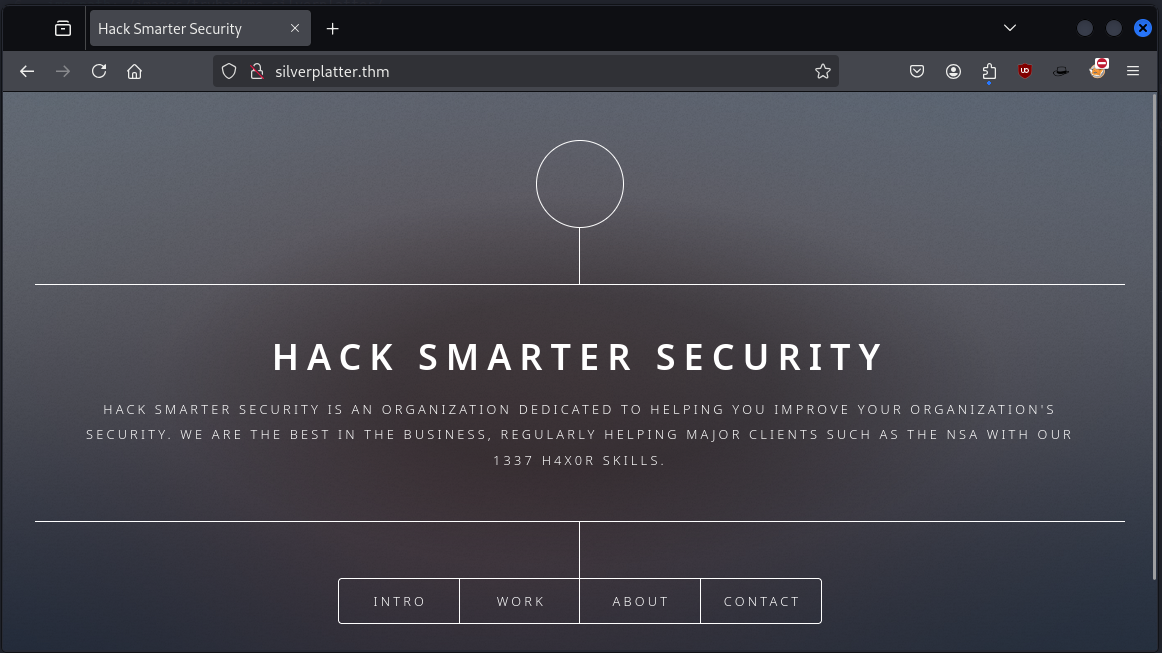 Hack Smarter Security
silverplatter.thm
HACK SMARTER SECURITY
HACK SMARTER SECURITY IS AN ORGANIZATION DEDICATED TO HELPING YOU IMPROVE YOUR ORGANIZATION'S
SECURITY. WE ARE THE BEST IN THE BUSINESS, REGULARLY HELPING MAJOR CLIENTS SUCH AS THE NSA WITH OUR
1337 H4X0R SKILLS.
INTRO WORK ABOUT CONTACT